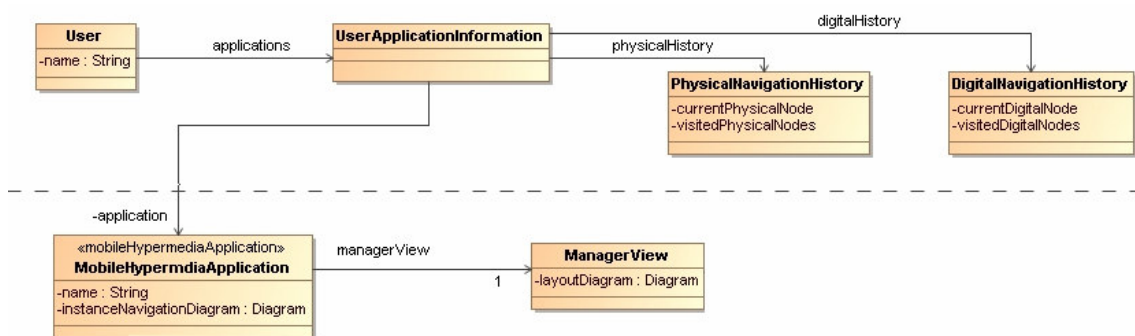 digitalHistory
User
-name : String
applications
UserApplicationInformation
physicalHistory
PhysicalNavigationHistory
-currentPhysicalNode
-visitedPhysicalNodes
DigitalNavigationHistory
-currentDigitalNode
-visitedDigitalNodes
-application
«mobileHypermediaApplication»
MobileHypermdiaApplication
-name : String
-instanceNavigationDiagram : Diagram
managerView
1
ManagerView
-layoutDiagram : Diagram